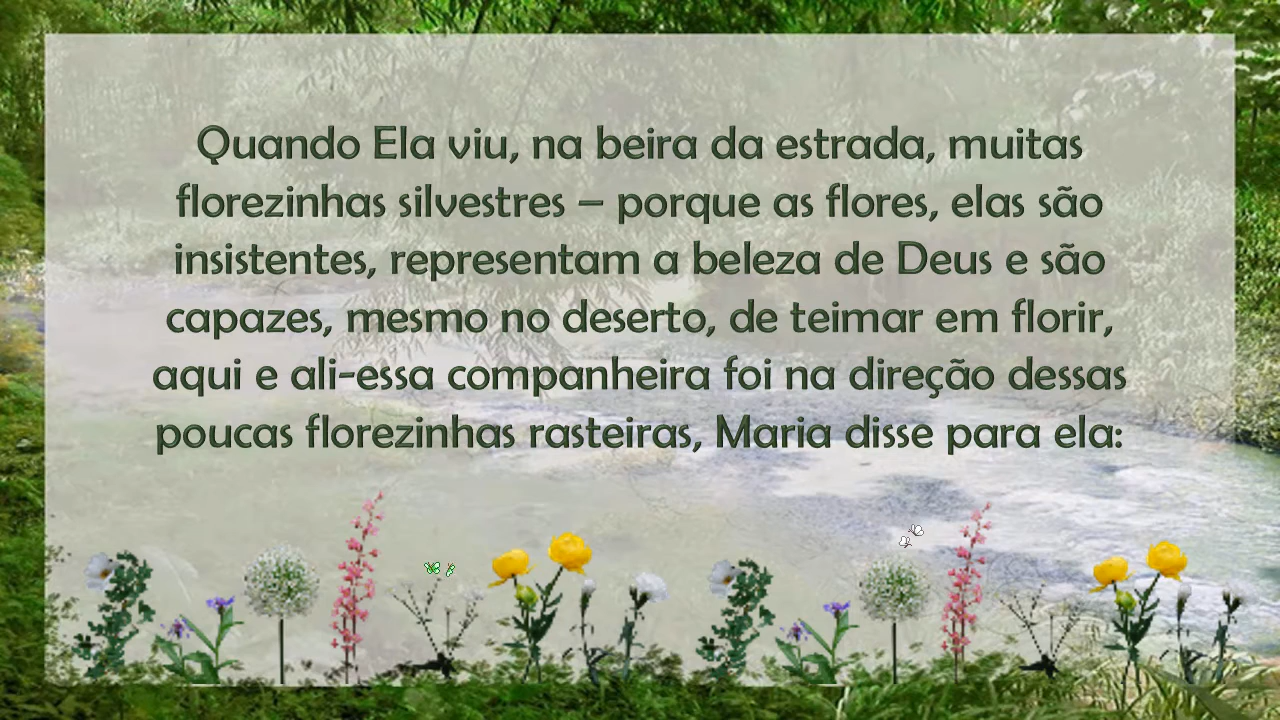 Quando Ela viu, na beira da estrada, muitas
florezinhas silvestres – porque as flores, elas são
insistentes, representam a beleza de Deus e são
capazes, mesmo no deserto, de teimar em florir,
aqui e ali-essa companheira foi na direção dessas
poucas florezinhas rasteiras, Maria disse para ela: